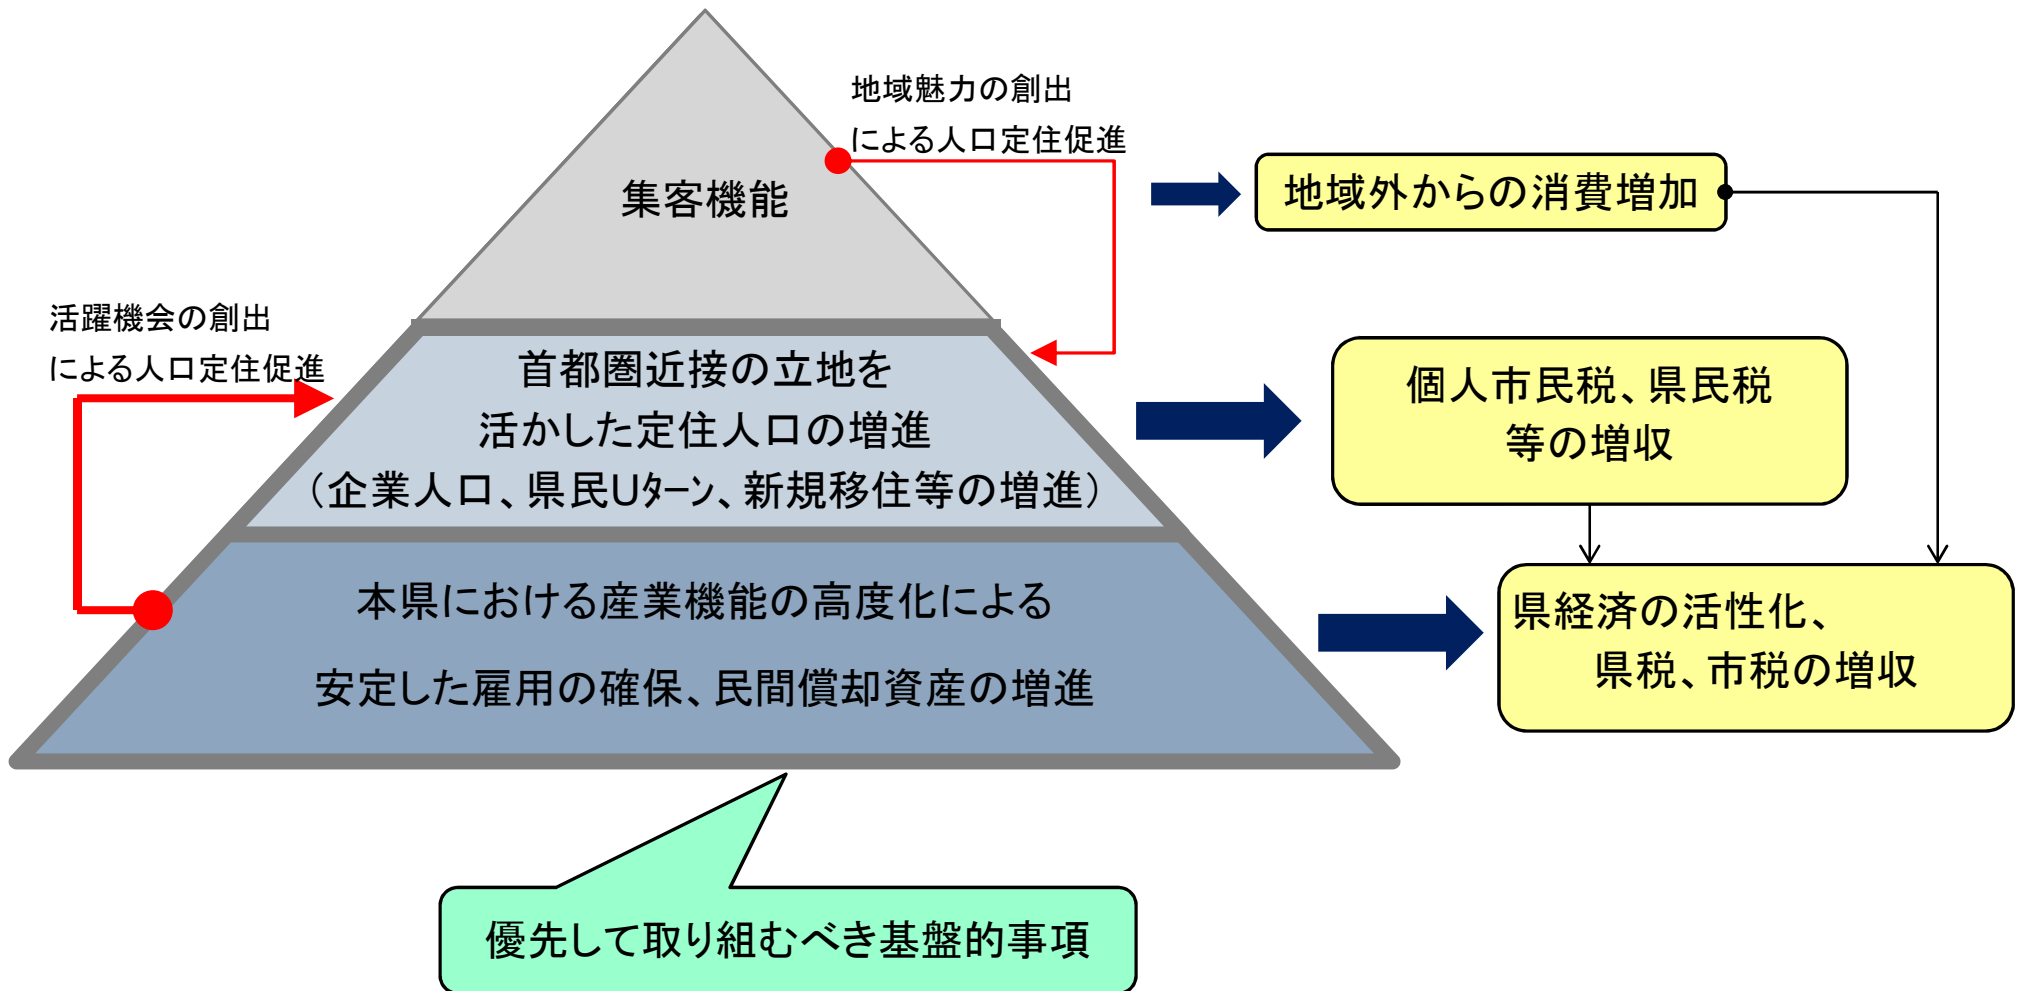 地域魅力の創出
による人口定住促進
集客機能
地域外からの消費増加
活躍機会の創出
による人口定住促進
首都圏近接の立地を
活かした定住人口の増進
（企業人口、県民Uﾀｰﾝ、新規移住等の増進）
個人市民税、県民税
等の増収
本県における産業機能の高度化による
安定した雇用の確保、民間償却資産の増進
県経済の活性化、
県税、市税の増収
優先して取り組むべき基盤的事項